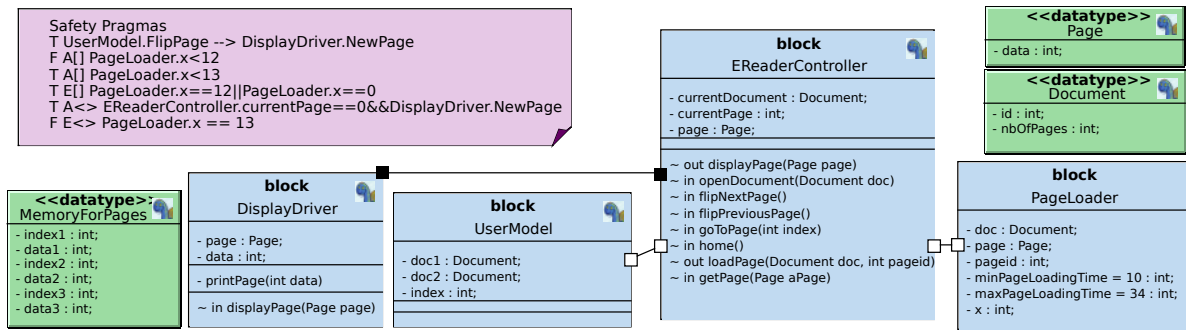 Safety Pragmas
T UserModel.FlipPage --> DisplayDriver.NewPage
F A[] PageLoader.x<12
T A[] PageLoader.x<13
T E[] PageLoader.x==12||PageLoader.x==0
T A<> EReaderController.currentPage==0&&DisplayDriver.NewPage
F E<> PageLoader.x == 13
<<datatype>>
MemoryForPages
- index1 : int;
- data1 : int;
- index2 : int;
- data2 : int;
- index3 : int;
- data3 : int;
block
DisplayDriver
- page : Page;
- data : int;
- printPage(int data)
~ in displayPage(Page page)
block
UserModel
- doc1 : Document;
- doc2 : Document;
- index : int;
block
EReaderController
- currentDocument : Document;
- currentPage : int;
- page : Page;
~ out displayPage(Page page)
~ in openDocument(Document doc)
~ in flipNextPage()
~ in flipPreviousPage()
~ in goToPage(int index)
~ in home()
~ out loadPage(Document doc, int pageid)
~ in getPage(Page aPage)
<<datatype>>
Page
- data : int;
<<datatype>>
Document
- id : int;
- nbOfPages : int;
block
PageLoader
- doc : Document;
- page : Page;
- pageid : int;
- minPageLoadingTime = 10 : int;
- maxPageLoadingTime = 34 : int;
- x : int;